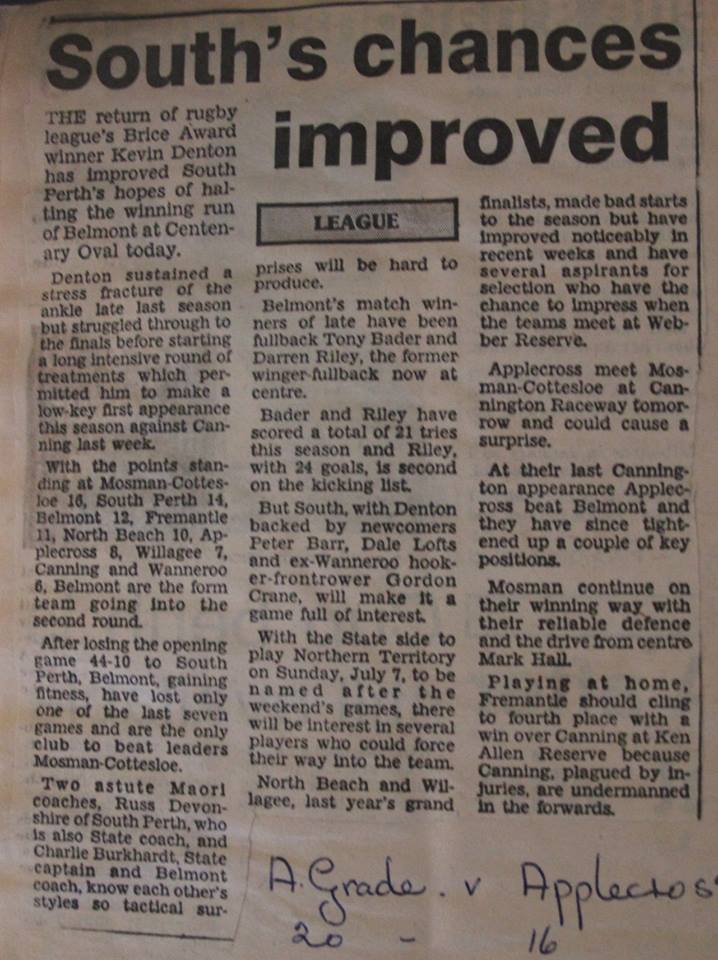 South's chances
improved
THE return of rugby
league's Brice Award
winner Kevin Denton
has improved South
Perth's hopes of hal-
ting the winning run
of Belmont at Centen-
ary Oval today.
Denton sustained a
stress fracture of the
ankle late last season
but struggled through to
the finals before starting
a long intensive round of
treatments which per-
mitted him to make a
low-key first appearance
this season against Can-
ning last week.
With the points stan-
ding at Mosman-Cottes-
loe 16, South Perth 14,
Belmont 12, Fremantle
11, North Beach 10, Ap-
plecross 8, Willagee 7,
Canning and Wanneroo
6, Belmont are the form
team going into the
second round.
After losing the opening
game 44-10 to South
Perth, Belmont, gaining
fitness, have lost only
one of the last seven
games and are the only
club to beat leaders
Mosman-Cottesloe.
Two astute Maori
coaches, Russ Devon-
shire of South Perth, who
is also State coach, and
Charlie Burkhardt, State
captain and Belmont
coach, know each other's
styles so tactical sur-
LEAGUE
prises will be hard to
produce.
Belmont's match win-
ners of late have been
fullback Tony Bader and
Darren Riley, the former
winger-fullback now at
centre.
Bader and Riley have
scored a total of 21 tries
this season and Riley,
with 24 goals, is second
on the kicking list.
But South, with Denton
backed by newcomers
Peter Barr, Dale Lofts
and ex-Wanneroo hook-
er-frontrower Gordon
Crane, will make it a
game full of interest.
With the State side to
play Northern Territory
on Sunday, July 7, to be
named after the
weekend's games, there
will be interest in several
players who could force
their way into the team.
North Beach and Wil-
lagee, last year's grand
finalists, made bad starts
to the season but have
improved noticeably in
recent weeks and have
several aspirants for
selection who have the
chance to impress when
the teams meet at Web-
ber Reserve.
Applecross meet Mos-
man-Cottesloe at Can-
nington Raceway tomor-
row and could cause a
surprise.
At their last Canning-
ton appearance Applec-
ross beat Belmont and
they have since tight-
ened up a couple of key
positions.
Mosman continue on
their winning way with
their reliable defence
and the drive from centre
Mark Hall.
Playing at home,
Fremantle should cling
to fourth place with a
win over Canning at Ken
Allen Reserve because
Canning, plagued by in-
juries, are undermanned
in the forwards.
A. Grade. v Applecross
20 - 16